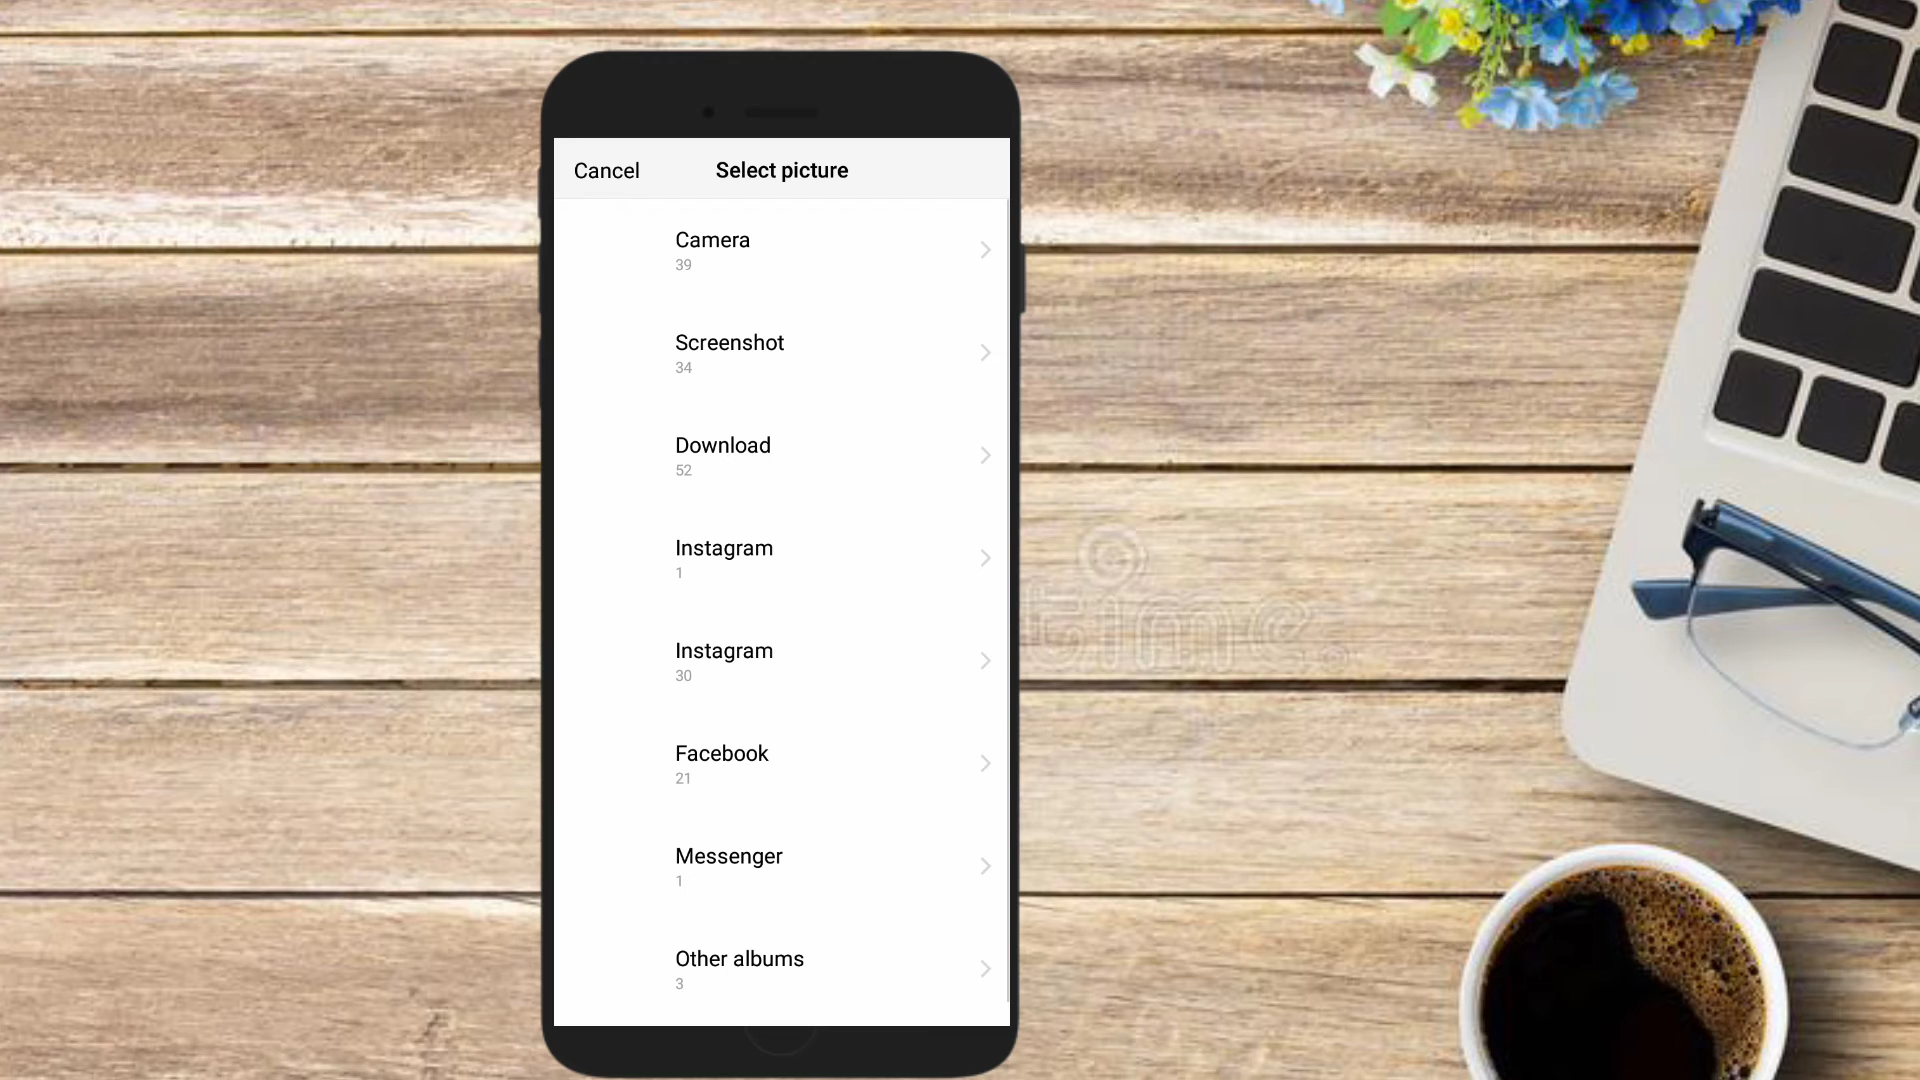 Cancel
Select picture
Camera
39
Screenshot
34
Download
52
Instagram
1
Instagram
30
Facebook
21
Messenger
1
Other albums
3
time.